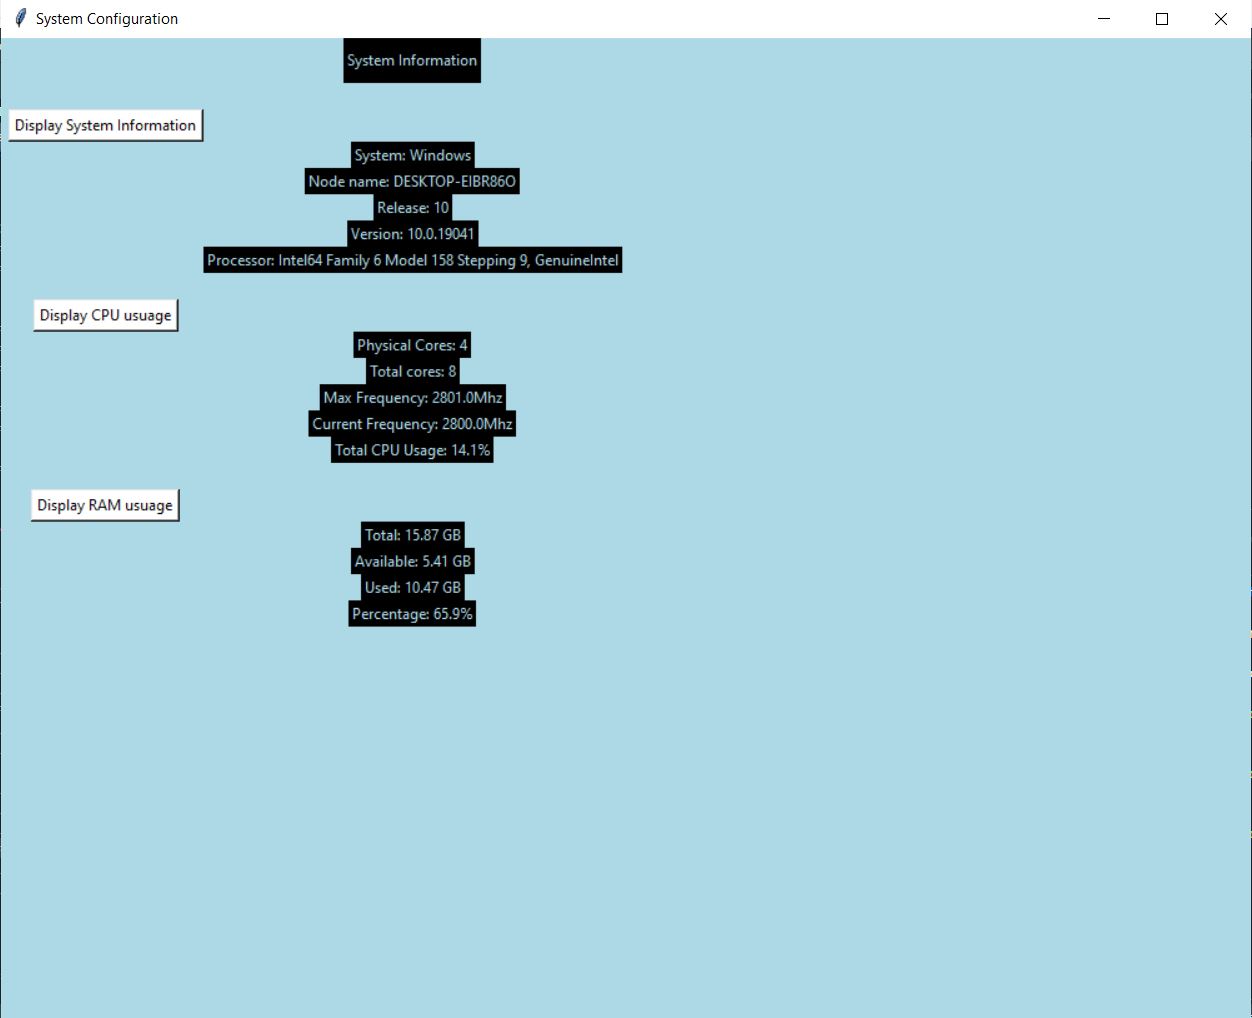 System Configuration
System Information
Display System Information
System: Windows
Node name: DESKTOP-EIBR86O
Release: 10
Version: 10.0.19041
Processor: Intel64 Family 6 Model 158 Stepping 9, GenuineIntel
Display CPU usuage
Physical Cores: 4
Total cores: 8
Max Frequency: 2801.0Mhz
Current Frequency: 2800.0Mhz
Total CPU Usage: 14.1%
Display RAM usuage
Total: 15.87 GB
Available: 5.41 GB
Used: 10.47 GB
Percentage: 65.9%